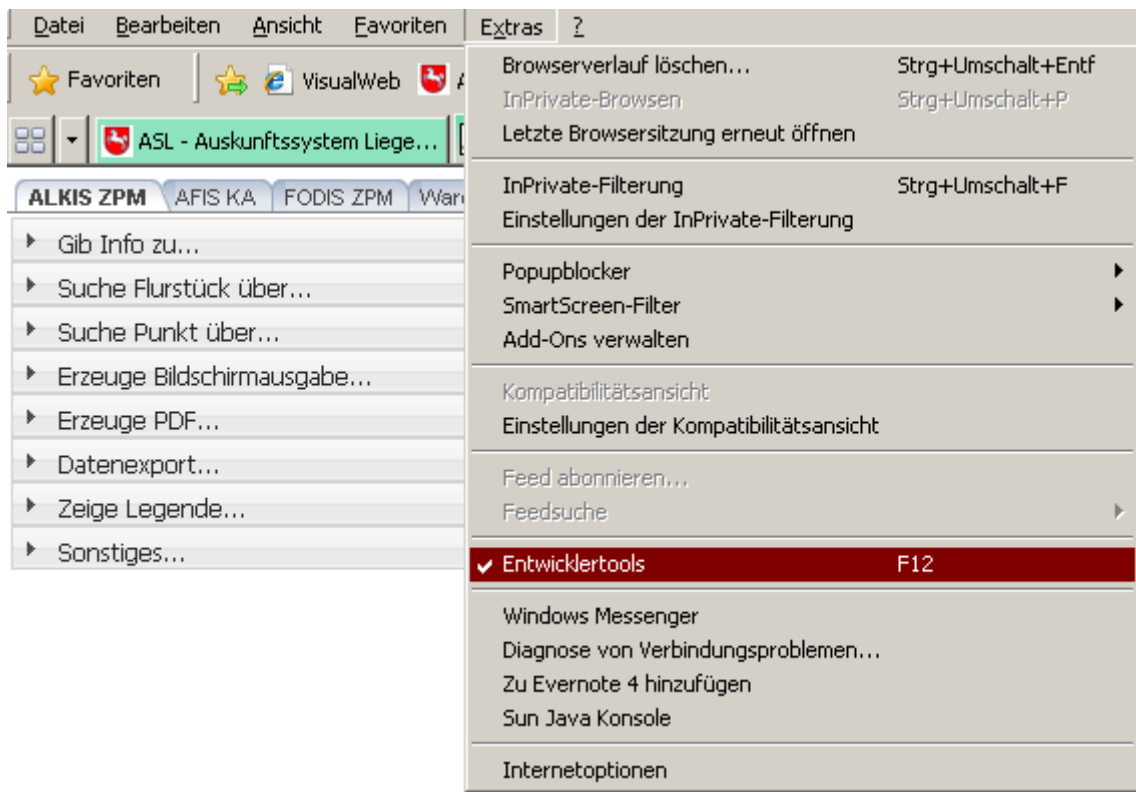 Datei Bearbeiten Ansicht Favoriten Extras ?
Favoriten VisualWeb
ASL - Auskunftssystem Liege...
ALKIS ZPM AFIS KA FODIS ZPM
Gib Info zu...
Suche Flurstück über...
Suche Punkt über...
Erzeuge Bildschirmausgabe...
Erzeuge PDF...
Datenexport...
Zeige Legende...
Sonstiges...
Browserverlauf löschen... Strg+Umschalt+Entf
InPrivate-Browsen Strg+Umschalt+P
Letzte Browsersitzung erneut öffnen
InPrivate-Filterung Strg+Umschalt+F
Einstellungen der InPrivate-Filterung
Popupblocker
SmartScreen-Filter
Add-Ons verwalten
Kompatibilitätsansicht
Einstellungen der Kompatibilitätsansicht
Feed abonnieren...
Feedsuche
Entwicklertools F12
Windows Messenger
Diagnose von Verbindungsproblemen...
Zu Evernote 4 hinzufügen
Sun Java Konsole
Internetoptionen